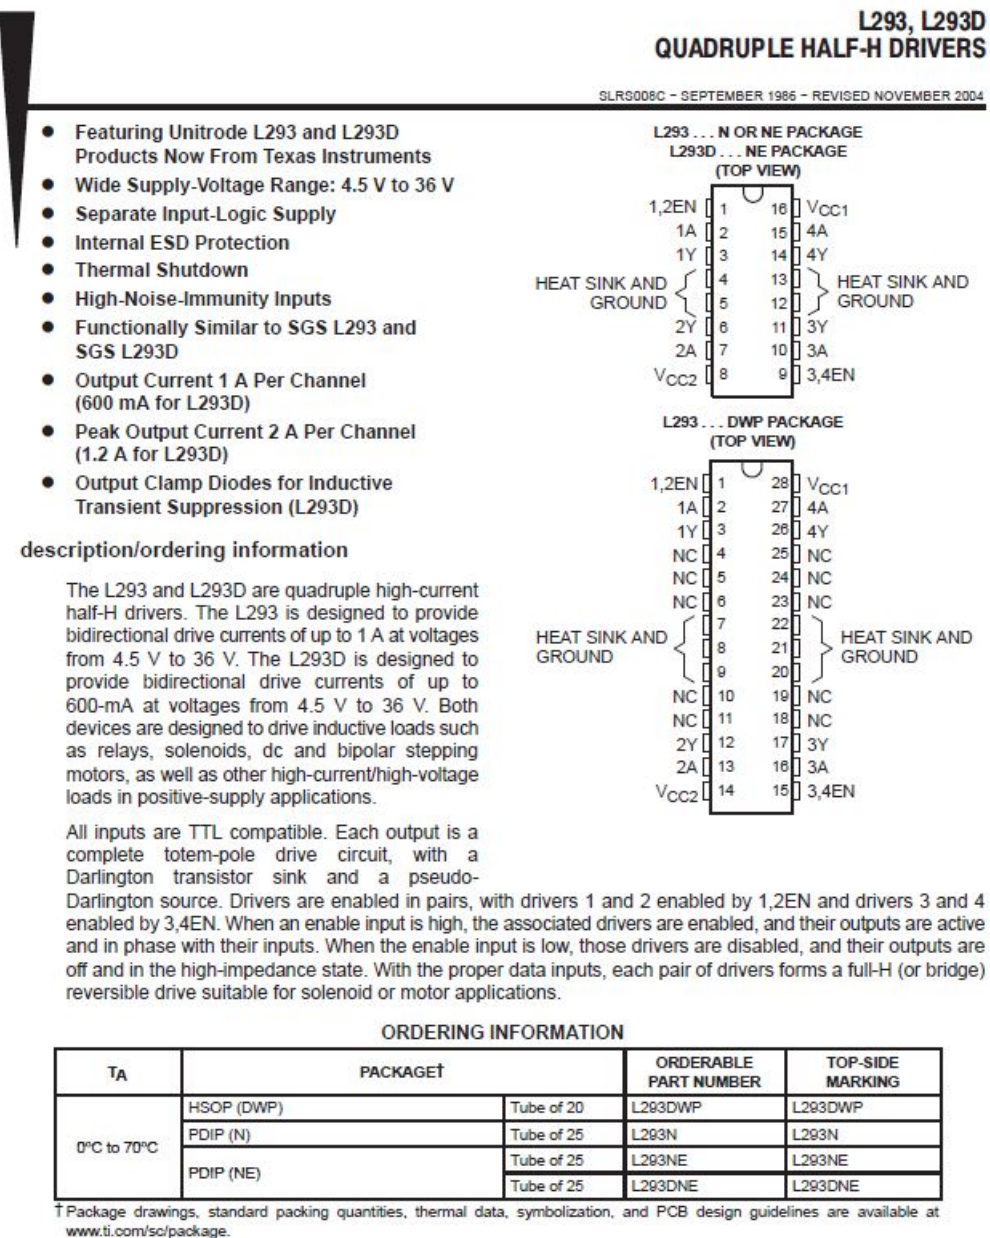 L293, L293D
QUADRUPLE HALF-H DRIVERS
SLRS008C − SEPTEMBER 1986 − REVISED NOVEMBER 2004
● Featuring Unitrode L293 and L293D
Products Now From Texas Instruments
● Wide Supply-Voltage Range: 4.5 V to 36 V
● Separate Input-Logic Supply
● Internal ESD Protection
● Thermal Shutdown
● High-Noise-Immunity Inputs
● Functionally Similar to SGS L293 and
SGS L293D
● Output Current 1 A Per Channel
(600 mA for L293D)
● Peak Output Current 2 A Per Channel
(1.2 A for L293D)
● Output Clamp Diodes for Inductive
Transient Suppression (L293D)
L293 . . . N OR NE PACKAGE
L293D . . . NE PACKAGE
(TOP VIEW)
1,2EN 1 16 VCC1
1A 2 15 4A
1Y 3 14 4Y
HEAT SINK AND 4 13 HEAT SINK AND
GROUND 5 12 GROUND
2Y 6 11 3Y
2A 7 10 3A
VCC2 8 9 3,4EN
L293 . . . DWP PACKAGE
(TOP VIEW)
1,2EN 1 28 VCC1
1A 2 27 4A
1Y 3 26 4Y
NC 4 25 NC
NC 5 24 NC
NC 6 23 NC
7 22
HEAT SINK AND 8 21 HEAT SINK AND
GROUND 9 20 GROUND
NC 10 19 NC
NC 11 18 NC
2Y 12 17 3Y
2A 13 16 3A
VCC2 14 15 3,4EN
description/ordering information
The L293 and L293D are quadruple high-current
half-H drivers. The L293 is designed to provide
bidirectional drive currents of up to 1 A at voltages
from 4.5 V to 36 V. The L293D is designed to
provide bidirectional drive currents of up to
600-mA at voltages from 4.5 V to 36 V. Both
devices are designed to drive inductive loads such
as relays, solenoids, dc and bipolar stepping
motors, as well as other high-current/high-voltage
loads in positive-supply applications.
All inputs are TTL compatible. Each output is a
complete totem-pole drive circuit, with a
Darlington transistor sink and a pseudo-
Darlington source. Drivers are enabled in pairs, with drivers 1 and 2 enabled by 1,2EN and drivers 3 and 4
enabled by 3,4EN. When an enable input is high, the associated drivers are enabled, and their outputs are active
and in phase with their inputs. When the enable input is low, those drivers are disabled, and their outputs are
off and in the high-impedance state. With the proper data inputs, each pair of drivers forms a full-H (or bridge)
reversible drive suitable for solenoid or motor applications.
ORDERING INFORMATION
TA PACKAGE† ORDERABLE PART NUMBER TOP-SIDE MARKING
0°C to 70°C
HSOP (DWP) Tube of 20 L293DWP L293DWP
PDIP (N) Tube of 25 L293N L293N
PDIP (NE) Tube of 25 L293NE L293NE
Tube of 25 L293DNE L293DNE
† Package drawings, standard packing quantities, thermal data, symbolization, and PCB design guidelines are available at
www.ti.com/sc/package.